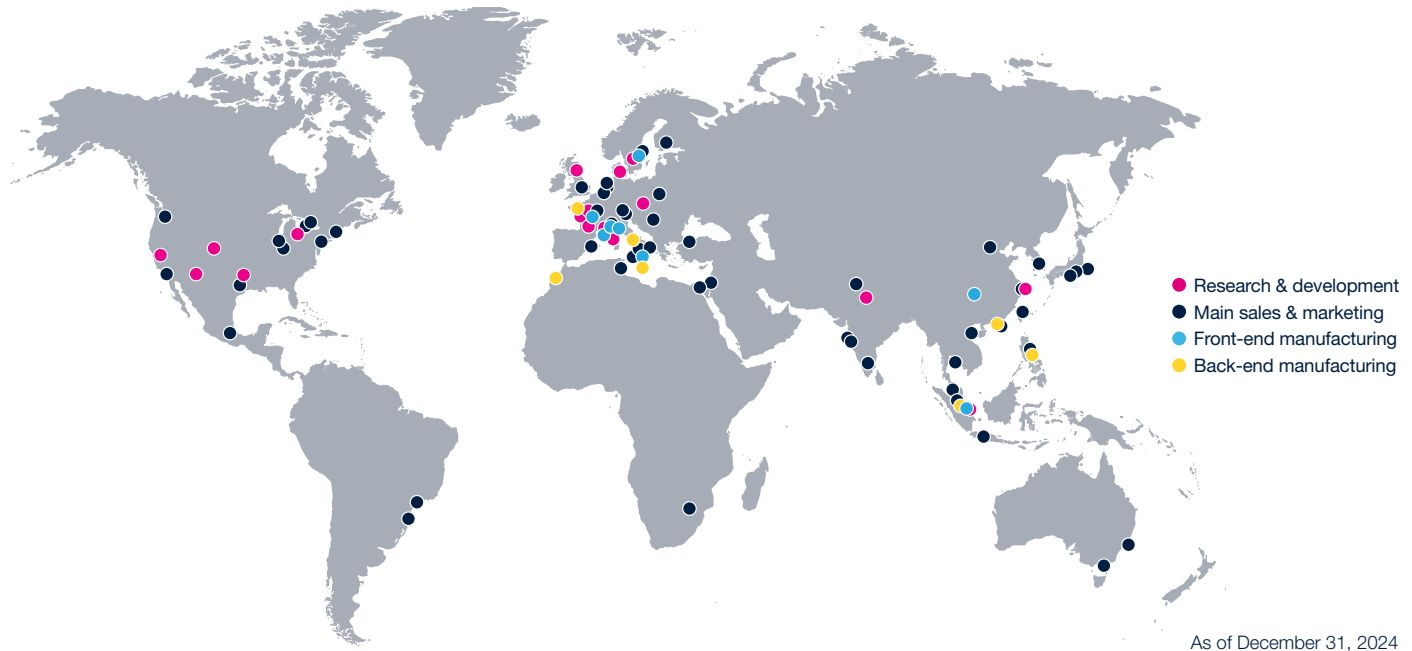 Research & development
Main sales & marketing
Front-end manufacturing
Back-end manufacturing
As of December 31, 2024